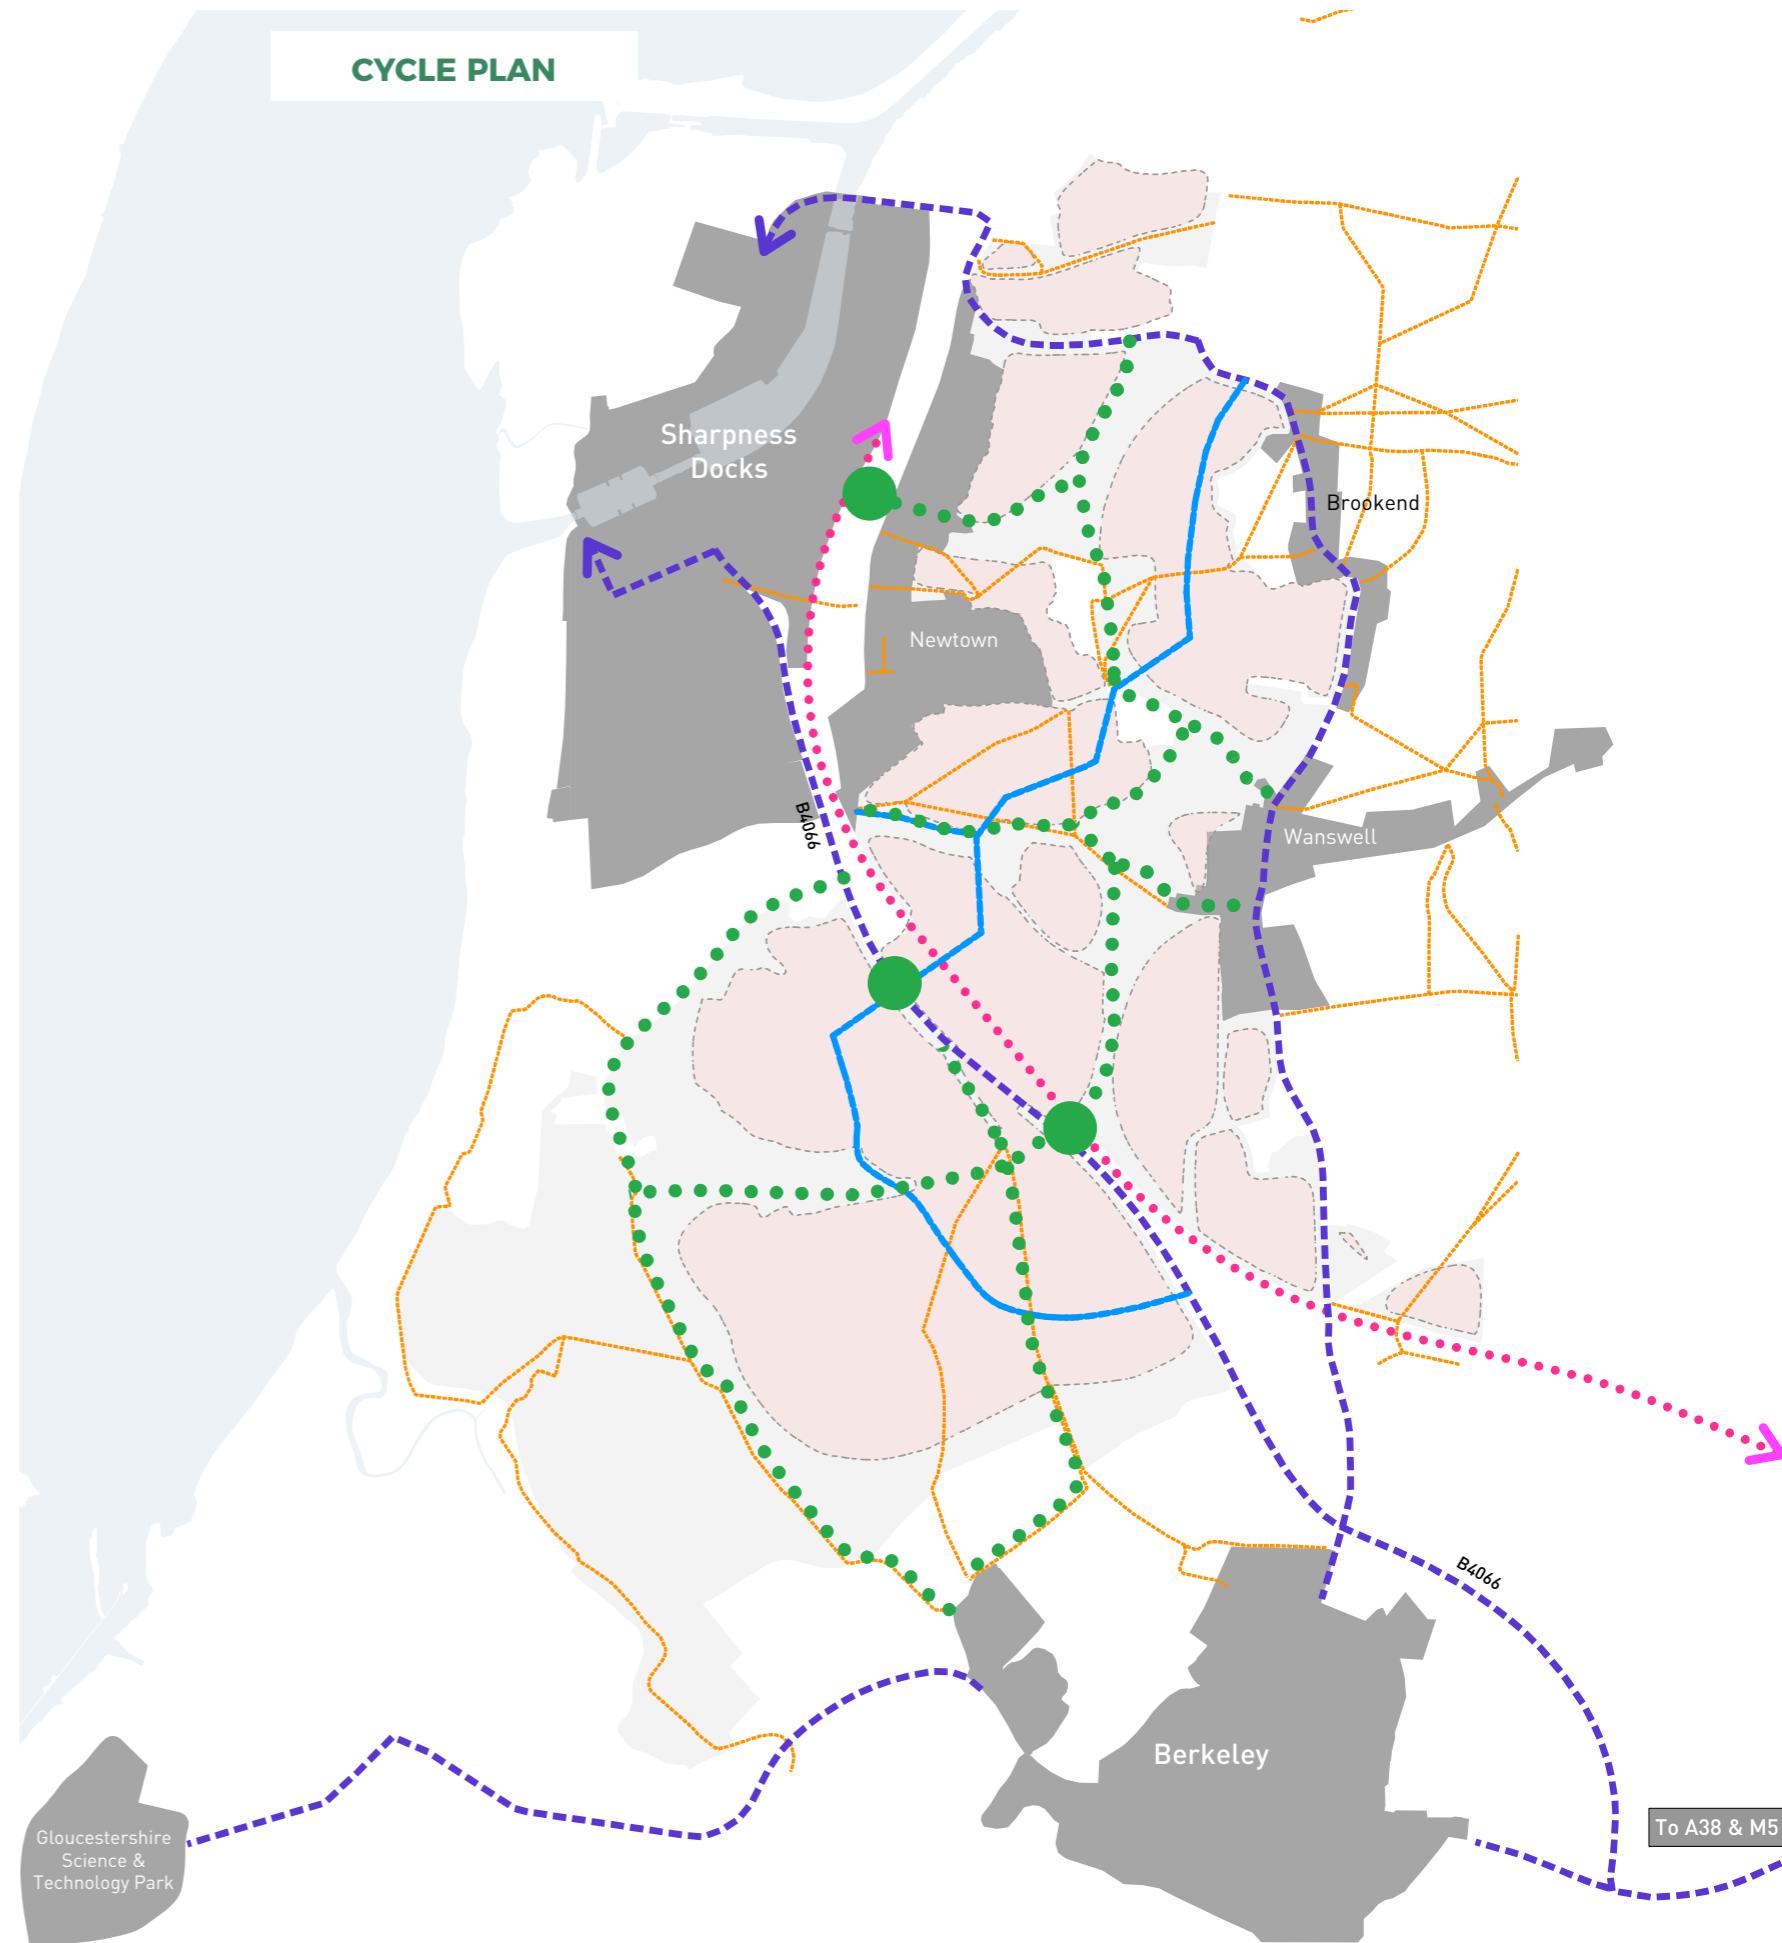 CYCLE PLAN
Sharpness
Docks
Brookend
Newtown
B4066
Wanswell
B4066
Berkeley
To A38 & M5
Gloucestershire
Science &
Technology Park